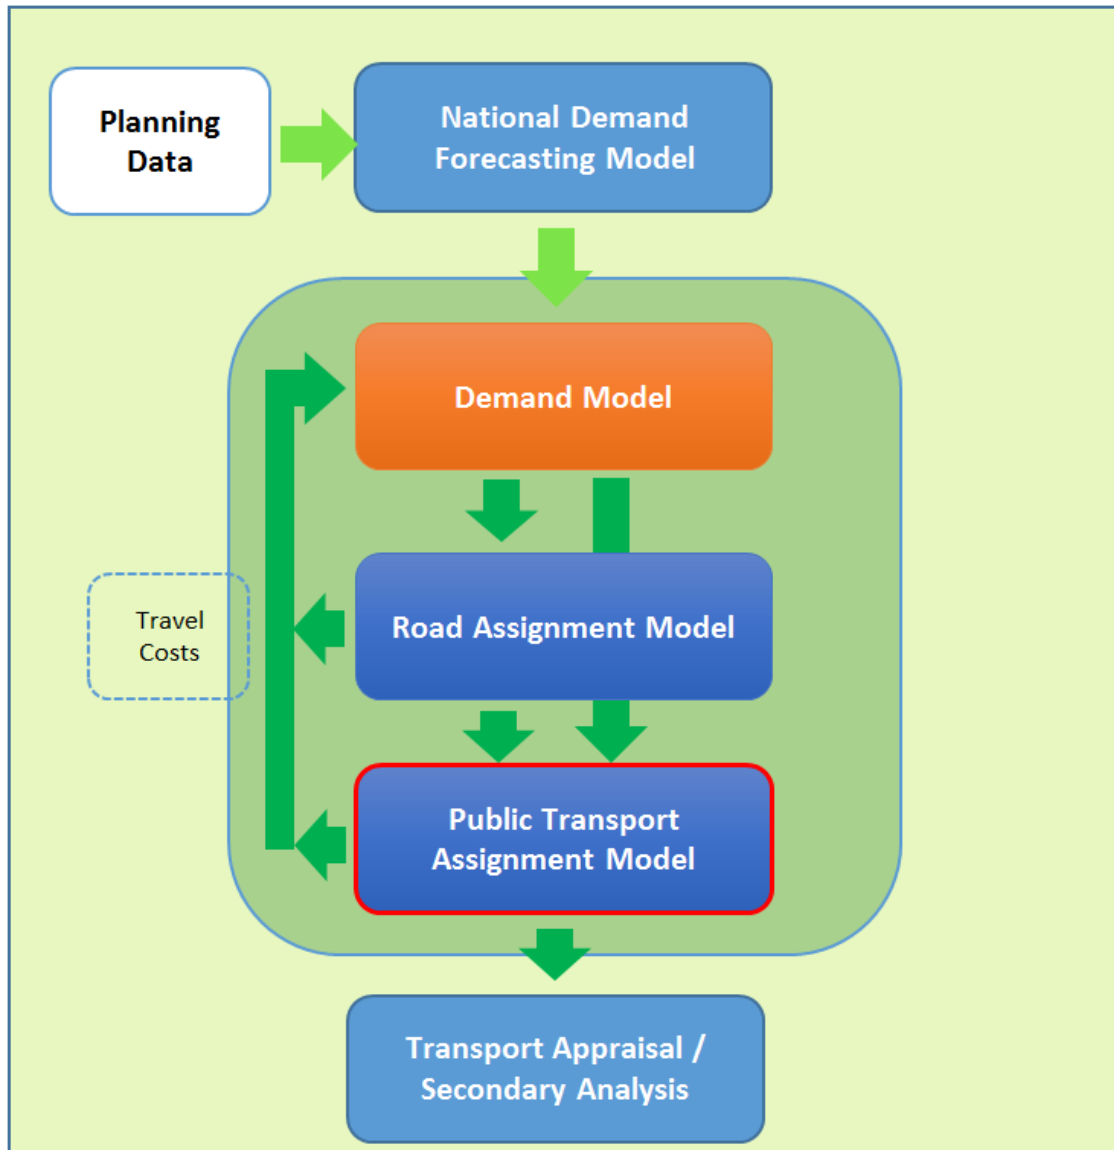 Planning
Data
National Demand
Forecasting Model
Demand Model
Travel
Costs
Road Assignment Model
Public Transport
Assignment Model
Transport Appraisal /
Secondary Analysis